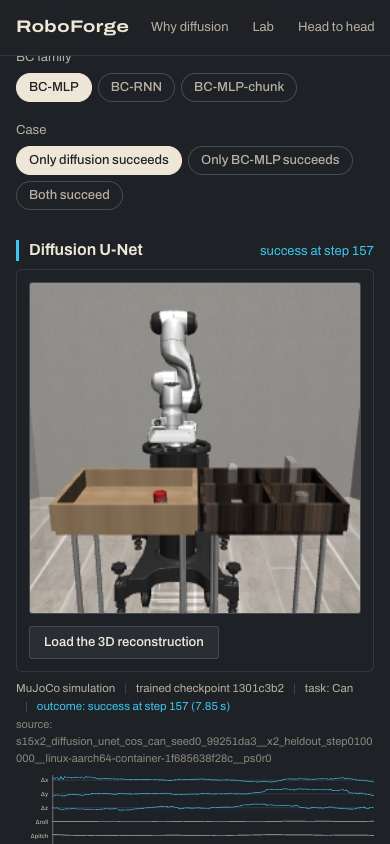 RoboForge Why diffusion Lab Head to head
BC family
BC-MLP BC-RNN BC-MLP-chunk
Case
Only diffusion succeeds Only BC-MLP succeeds
Both succeed
Diffusion U-Net success at step 157
Load the 3D reconstruction
MuJoCo simulation | trained checkpoint 1301c3b2 | task: Can
| outcome: success at step 157 (7.85 s)
source:
s15x2_diffusion_unet_cos_can_seed0_99251da3__x2_heldout_step0100
000__linux-aarch64-container-1f685638f28c__ps0r0
Δx
Δy
Δz
Δroll
Δpitch